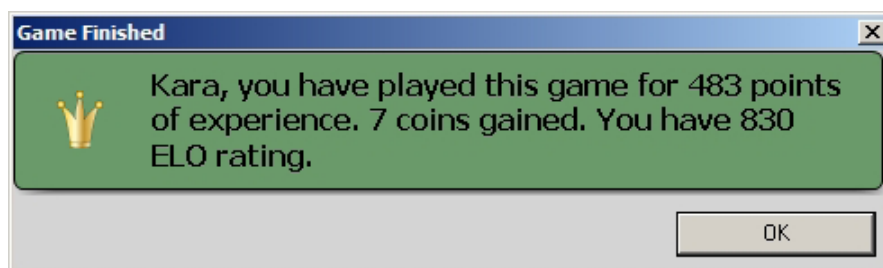 Game Finished
Kara, you have played this game for 483 points
of experience. 7 coins gained. You have 830
ELO rating.
OK